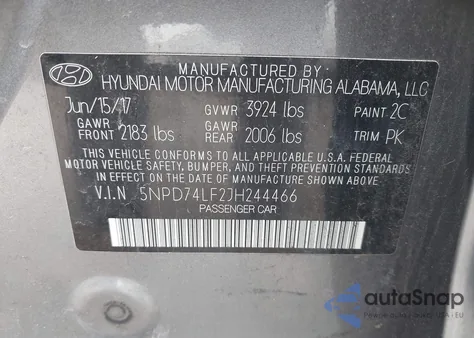 MANUFACTURED BY
HYUNDAI MOTOR MANUFACTURING ALABAMA, LLC
Jun/15/17 GVWR 3924 lbs PAINT 2C
GAWR FRONT 2183 lbs GAWR REAR 2006 lbs TRIM PK
THIS VEHICLE CONFORMS TO ALL APPLICABLE U.S.A. FEDERAL
MOTOR VEHICLE SAFETY, BUMPER, AND THEFT PREVENTION STANDARDS
IN EFFECT ON THE DATE OF MANUFACTURE SHOWN ABOVE.
V.I.N 5NPD74LF2JH244466
PASSENGER CAR
autoSnap